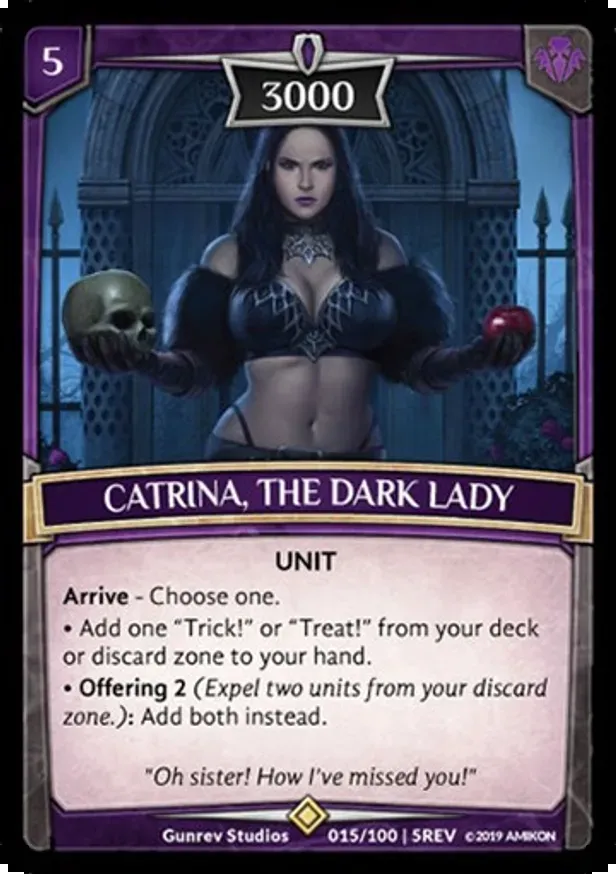 5
3000
CATRINA, THE DARK LADY
UNIT
Arrive - Choose one.
• Add one “Trick!” or “Treat!” from your deck
or discard zone to your hand.
• Offering 2 (Expel two units from your discard
zone.): Add both instead.
"Oh sister! How I've missed you!"
Gunrev Studios 015/100 | 5REV ©2019 AMIKON